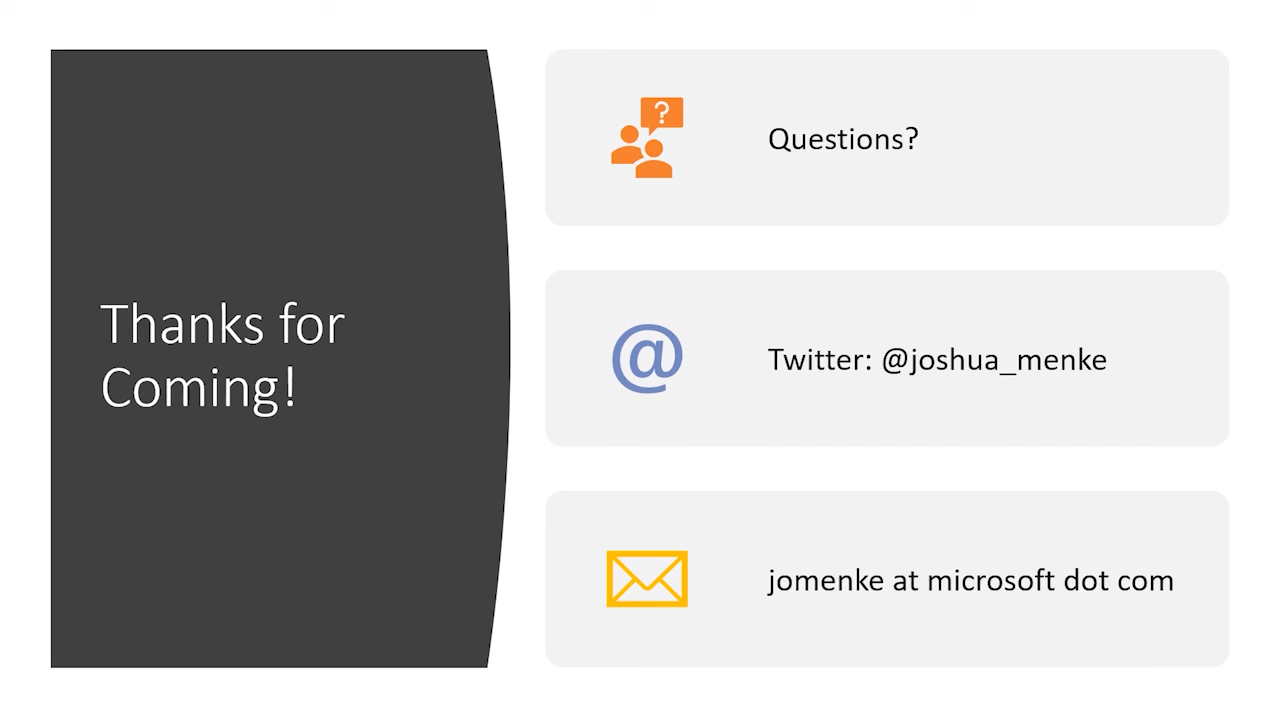 Thanks for
Coming!
?
Questions?
@
Twitter: @joshua_menke
jomenke at microsoft dot com